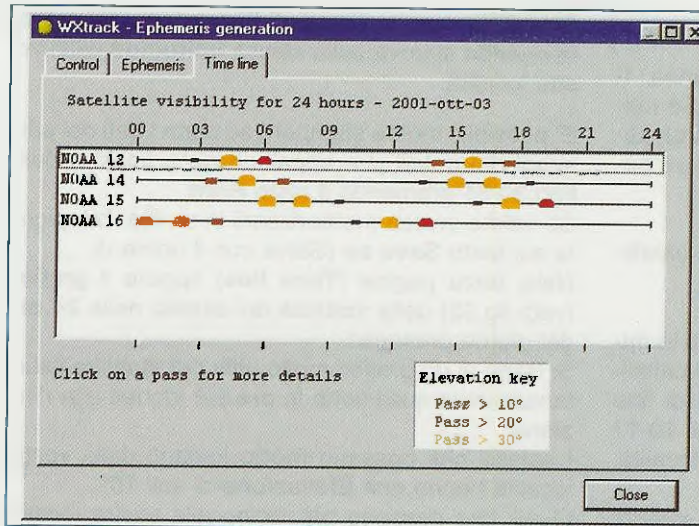 WXtrack - Ephemeris generation
Control Ephemeris Time line
Satellite visibility for 24 hours - 2001-ott-03
00 03 06 09 12 15 18 21 24
NOAA 12
NOAA 14
NOAA 15
NOAA 16
Click on a pass for more details
Elevation key
Pass > 10°
Pass > 20°
Pass > 30°
Close